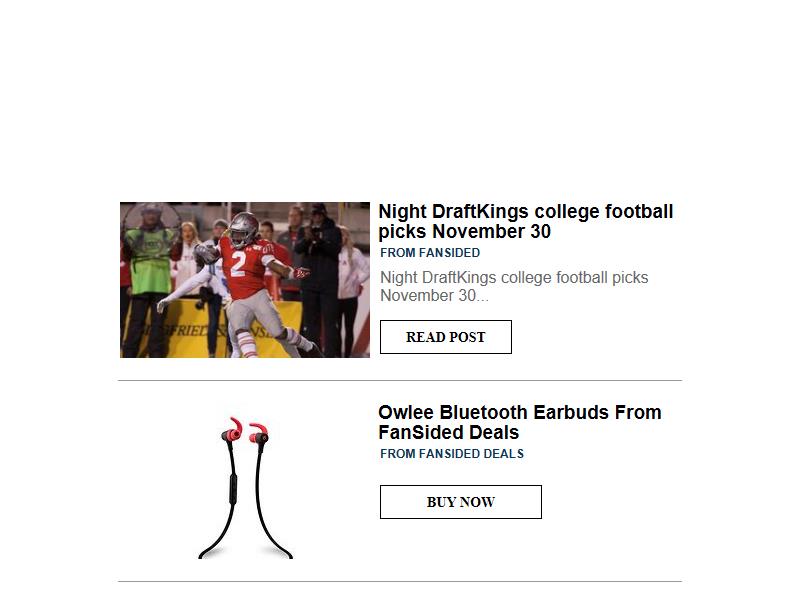 Night DraftKings college football
picks November 30
FROM FANSIDED
Night DraftKings college football picks
November 30...
READ POST
2
Owlee Bluetooth Earbuds From
FanSided Deals
FROM FANSIDED DEALS
BUY NOW